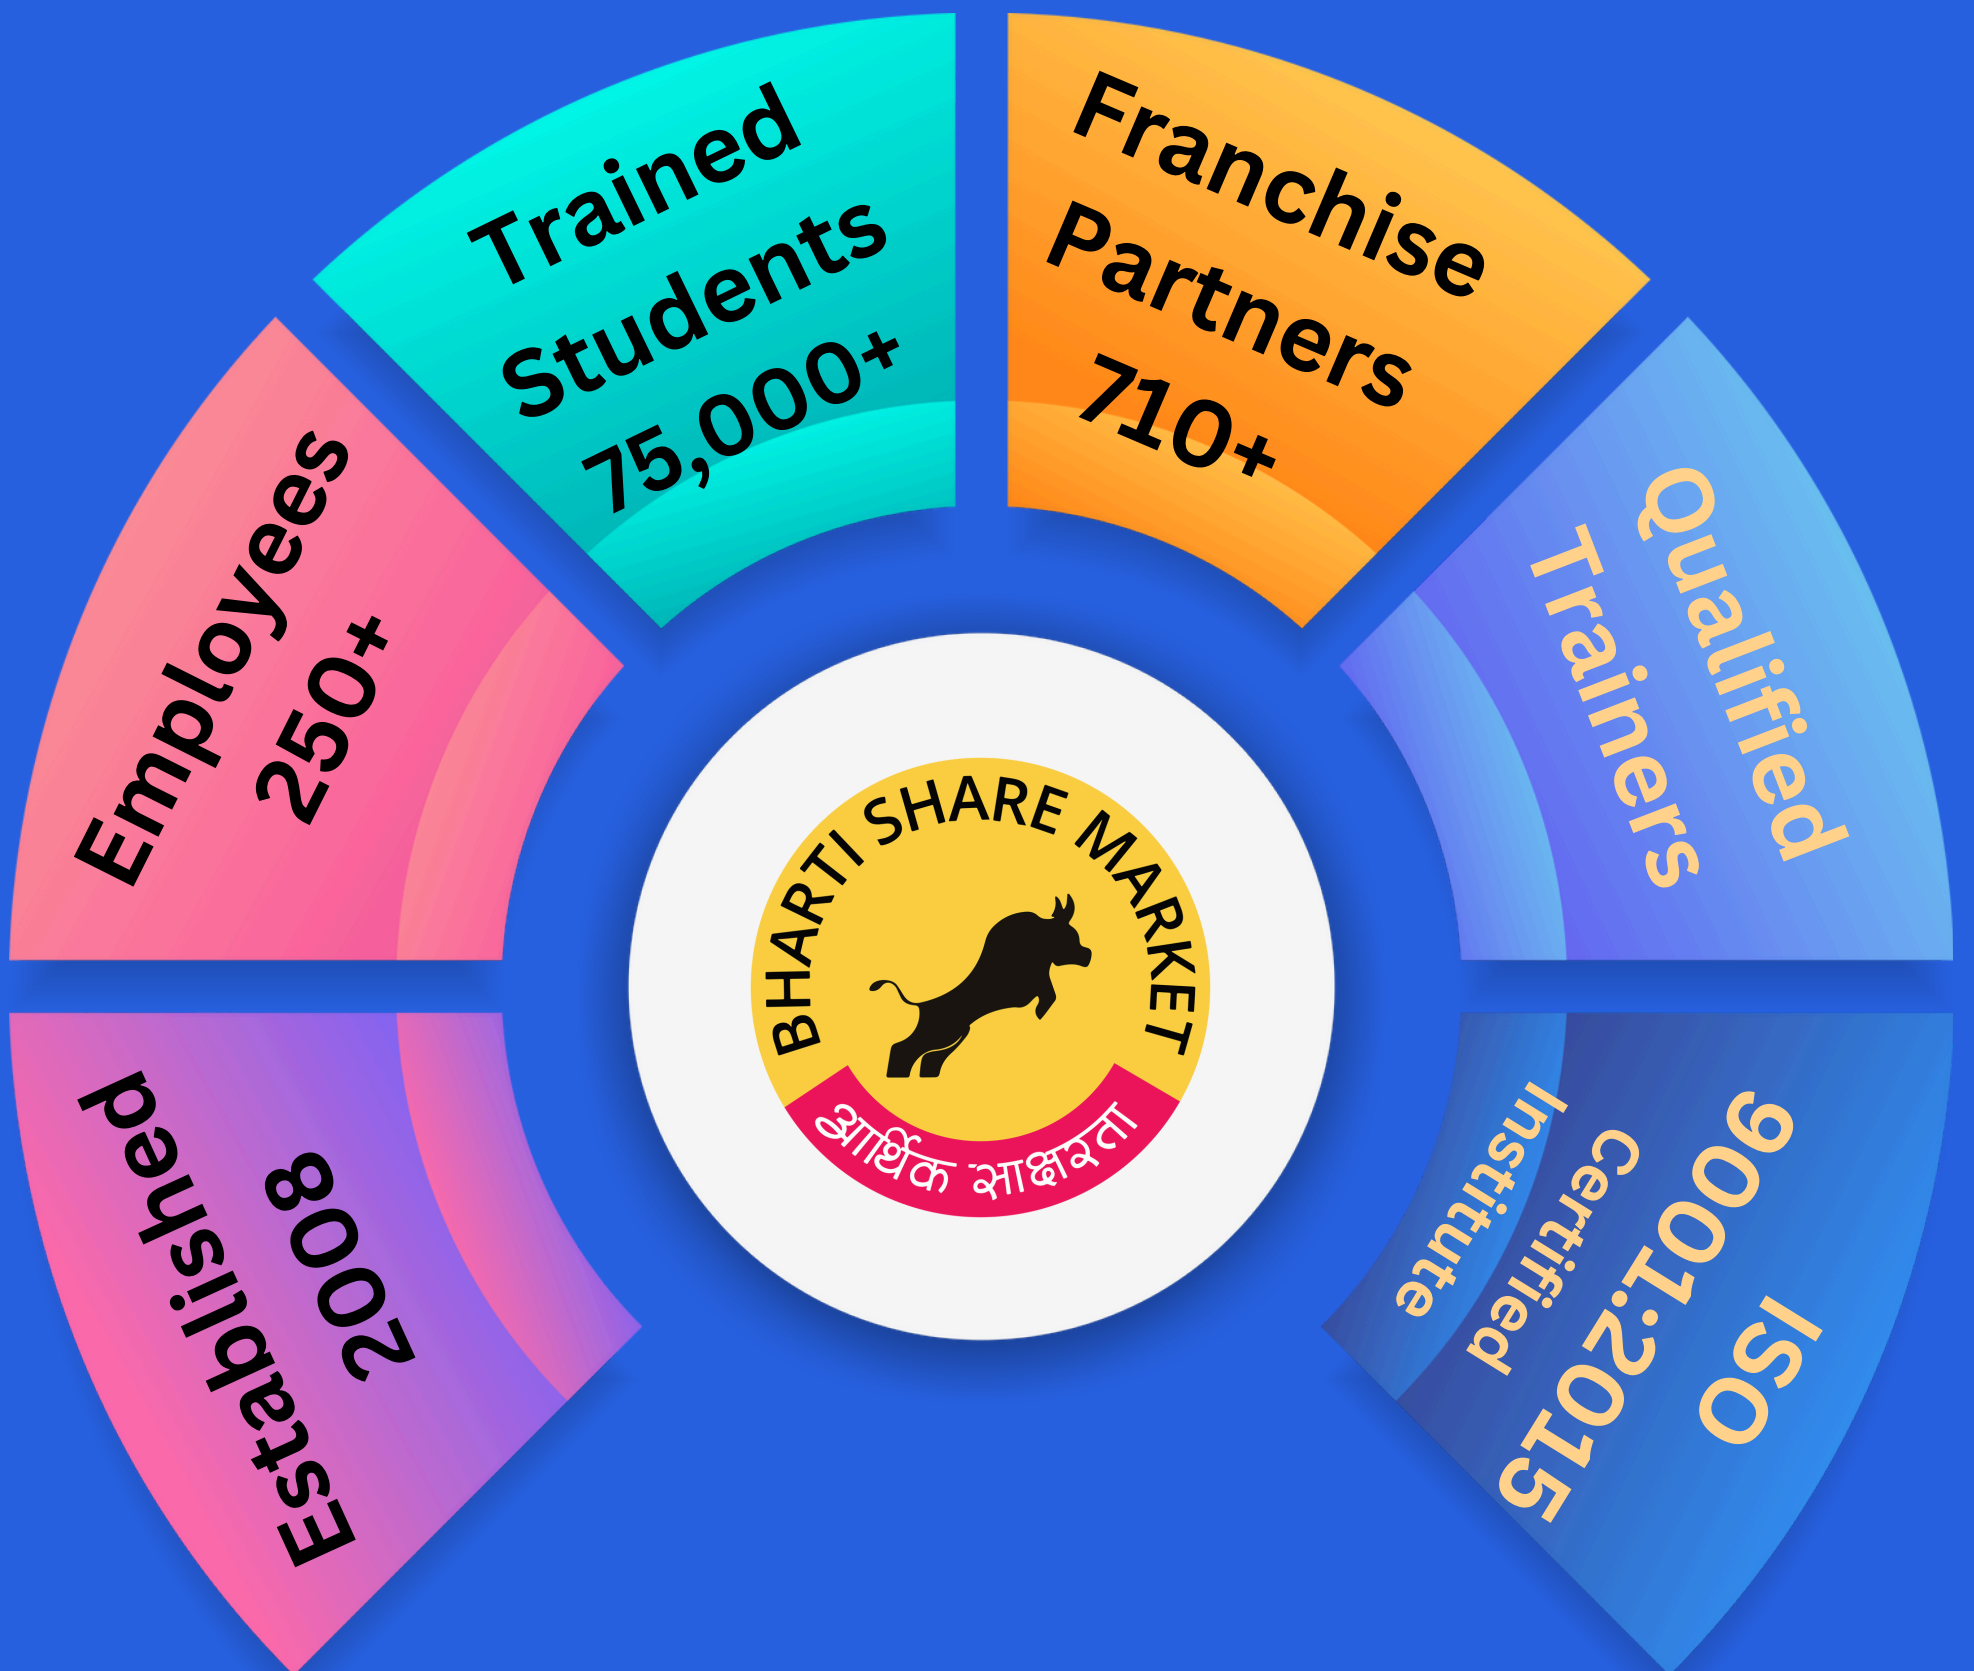 Established
2008
Employees
250+
Trained
Students
75,000+
Franchise
Partners
710+
Qualified
Trainers
ISO
9001:2015
Certified
Institute
BHARTI SHARE MARKET
आर्थिक साक्षरता